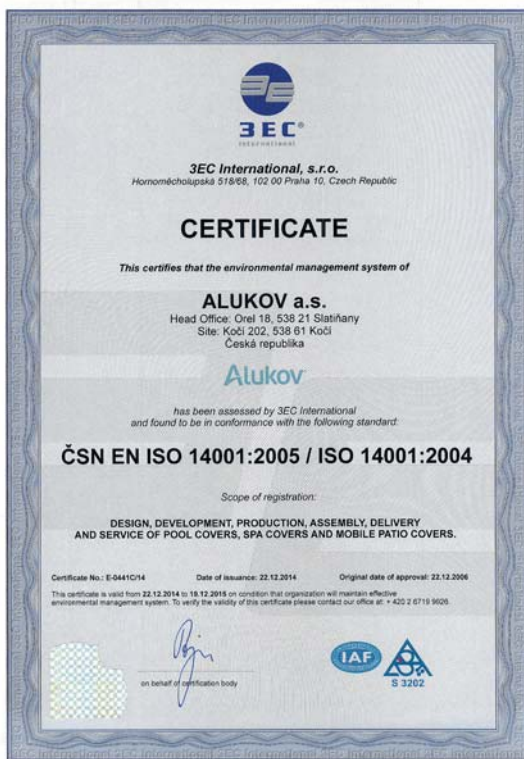 3EC®
international
3EC International, s.r.o.
Hornoměcholupská 518/68, 102 00 Praha 10, Czech Republic
CERTIFICATE
This certifies that the environmental management system of
ALUKOV a.s.
Head Office: Orel 18, 538 21 Slatiňany
Site: Kočí 202, 538 61 Kočí
Česká republika
Alukov
has been assessed by 3EC International
and found to be in conformance with the following standard:
ČSN EN ISO 14001:2005 / ISO 14001:2004
Scope of registration:
DESIGN, DEVELOPMENT, PRODUCTION, ASSEMBLY, DELIVERY
AND SERVICE OF POOL COVERS, SPA COVERS AND MOBILE PATIO COVERS.
Certificate No.: E-0441C/14 Date of issuance: 22.12.2014 Original date of approval: 22.12.2006
This certificate is valid from 22.12.2014 to 18.12.2015 on condition that organization will maintain effective
environmental management system. To verify the validity of this certificate please contact our office at: + 420 2 6719 9626.
on behalf of certification body
IAF
S 3202